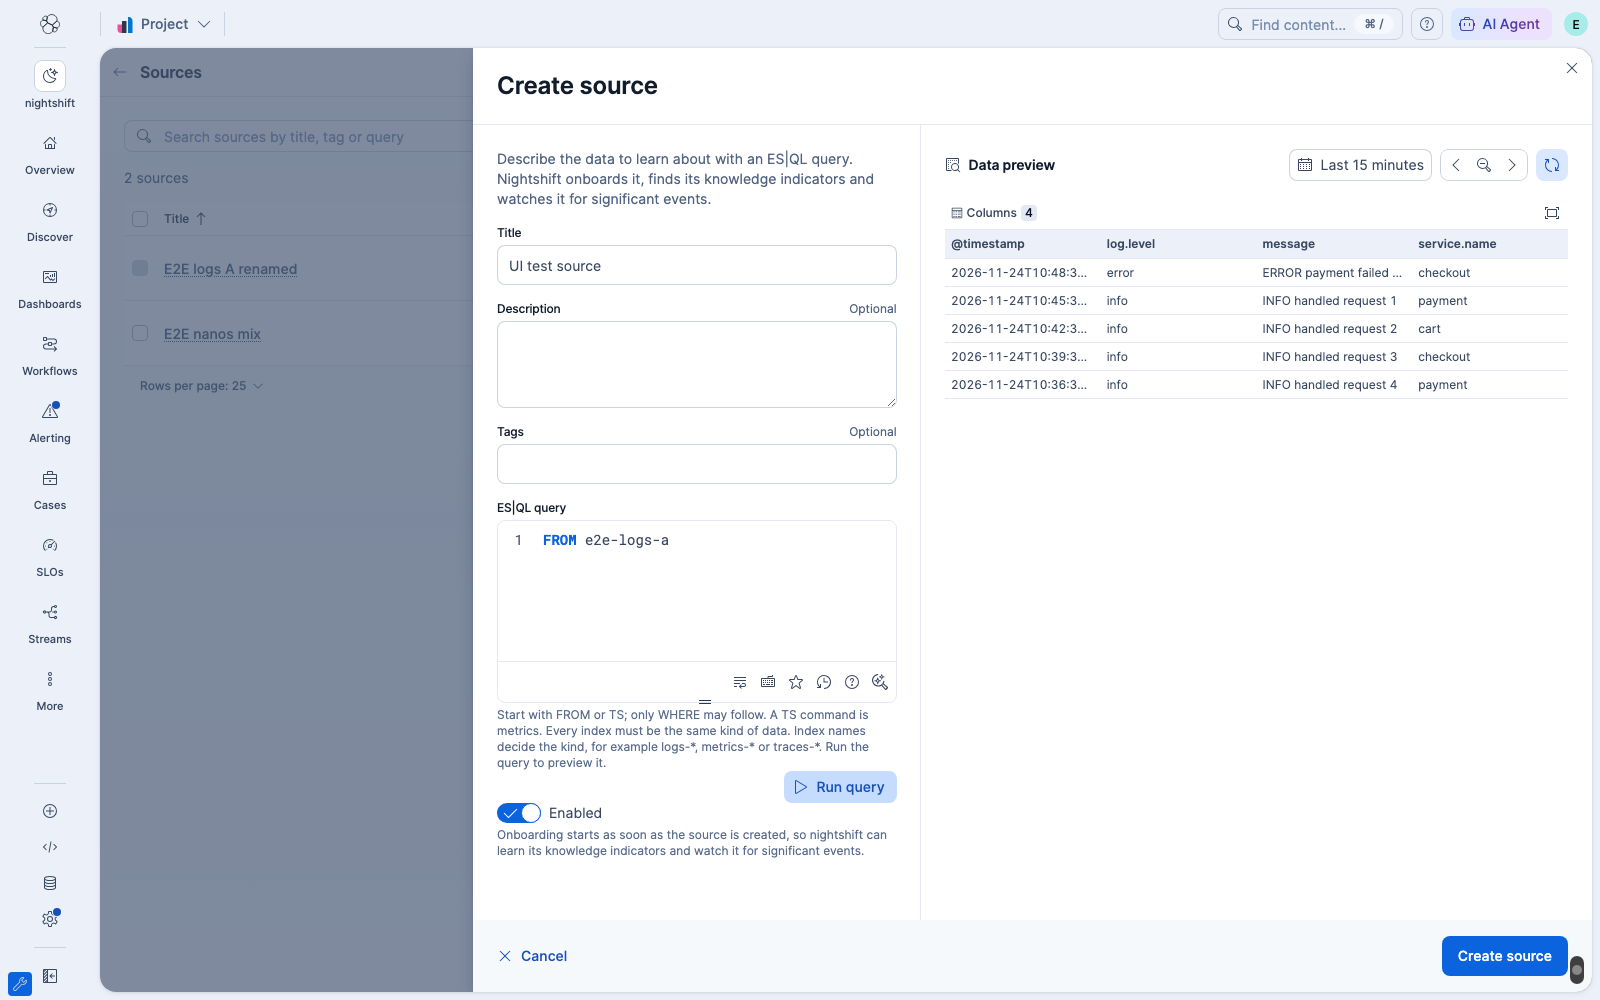 Project
Find content...
⌘ /
AI Agent
E
nightshift
Overview
Discover
Dashboards
Workflows
Alerting
Cases
SLOs
Streams
More
Sources
Search sources by title, tag or query
2 sources
Title
E2E logs A renamed
E2E nanos mix
Rows per page: 25
Create source
Describe the data to learn about with an ES|QL query.
Nightshift onboards it, finds its knowledge indicators and
watches it for significant events.
Title
UI test source
Description Optional
Tags Optional
ES|QL query
1 FROM e2e-logs-a
Start with FROM or TS; only WHERE may follow. A TS command is
metrics. Every index must be the same kind of data. Index names
decide the kind, for example logs-*, metrics-* or traces-*. Run the
query to preview it.
Run query
Enabled
Onboarding starts as soon as the source is created, so nightshift can
learn its knowledge indicators and watch it for significant events.
Data preview
Last 15 minutes
Columns 4
@timestamp log.level message service.name
2026-11-24T10:48:3... error ERROR payment failed ... checkout
2026-11-24T10:45:3... info INFO handled request 1 payment
2026-11-24T10:42:3... info INFO handled request 2 cart
2026-11-24T10:39:3... info INFO handled request 3 checkout
2026-11-24T10:36:3... info INFO handled request 4 payment
Cancel
Create source